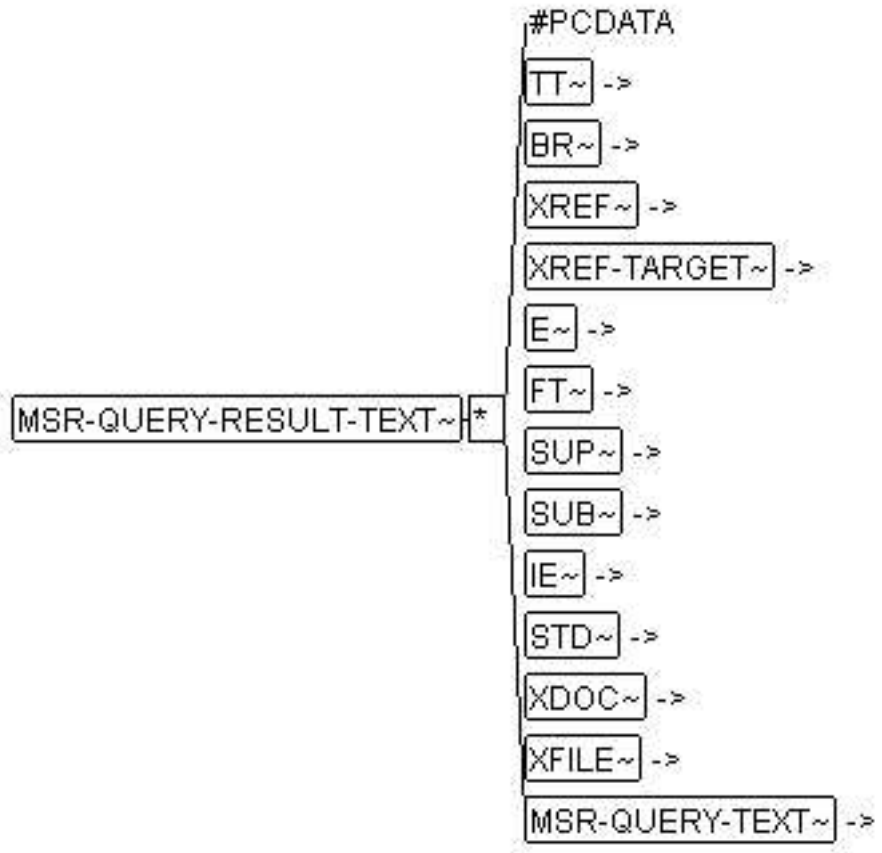 #PCDATA
TT~ ->
BR~ ->
XREF~ ->
XREF-TARGET~ ->
E~ ->
FT~ ->
MSR-QUERY-RESULT-TEXT~ *
SUP~ ->
SUB~ ->
IE~ ->
STD~ ->
XDOC~ ->
XFILE~ ->
MSR-QUERY-TEXT~ ->